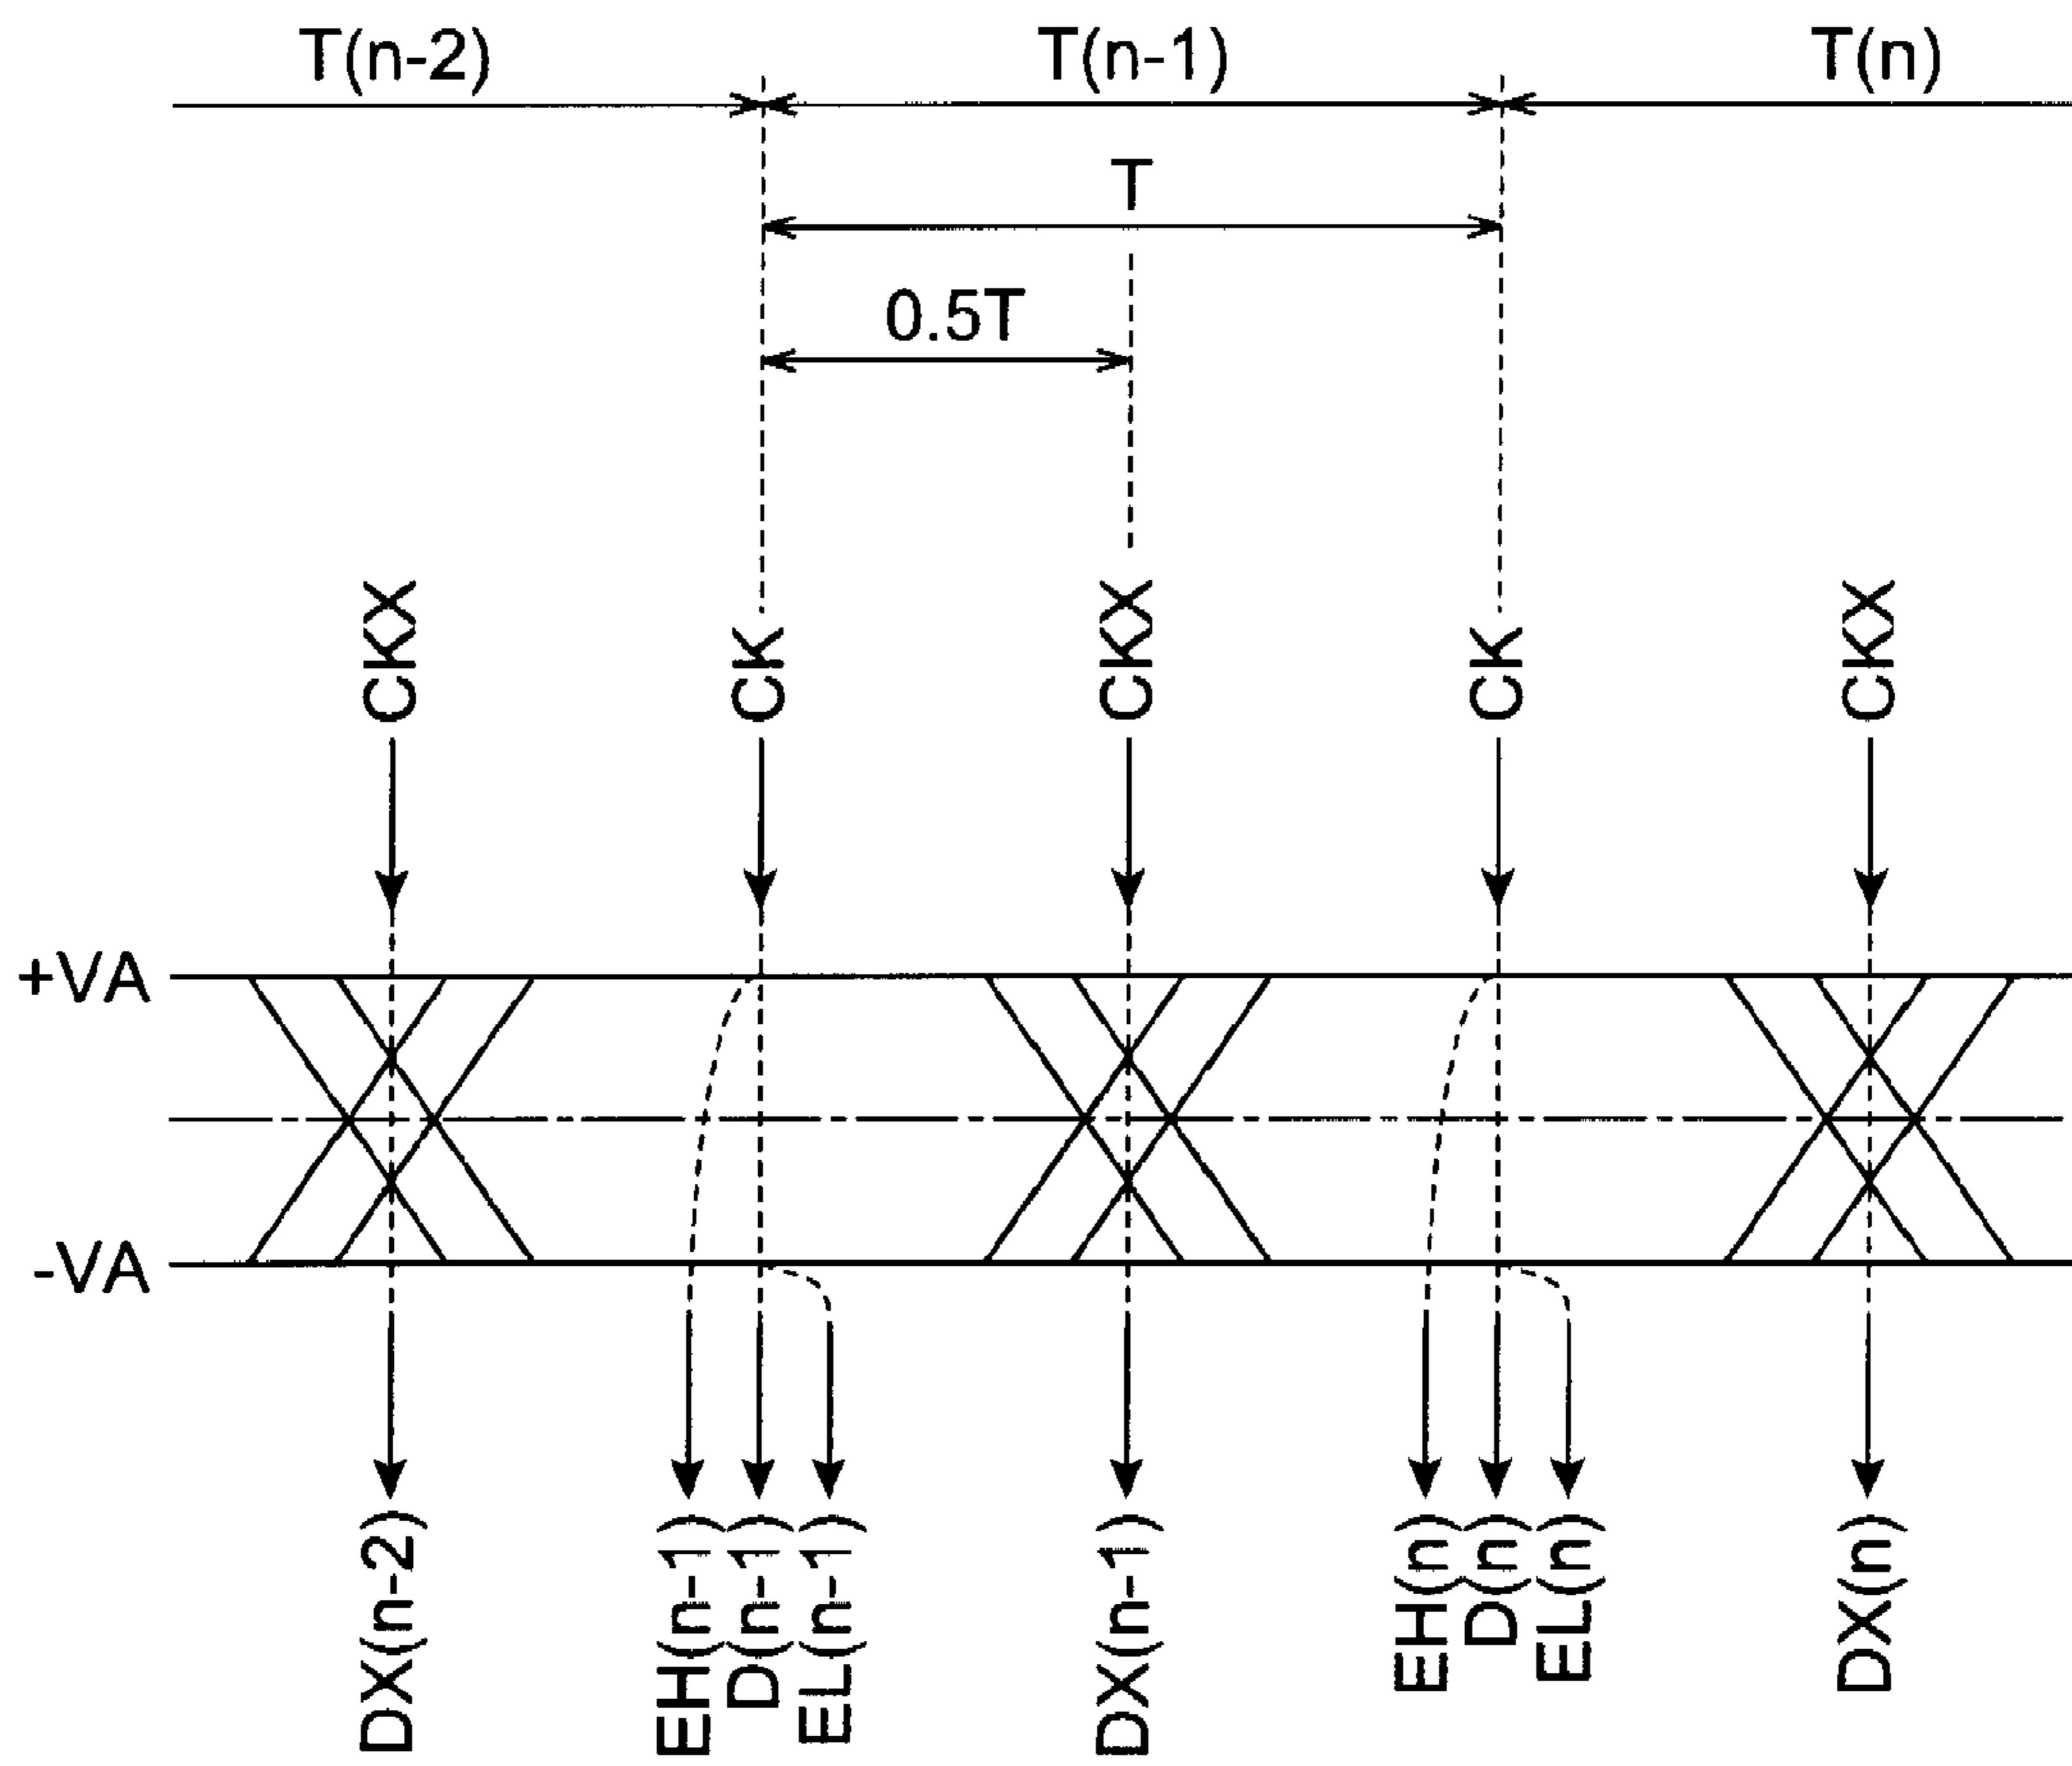 T(n-2) T(n-1) T(n)
T
0.5T
CKX CK CKX CK CKX
+VA
-VA
DX(n-2) EH(n-1) D(n-1) EL(n-1) DX(n-1) EH(n) D(n) EL(n) DX(n)